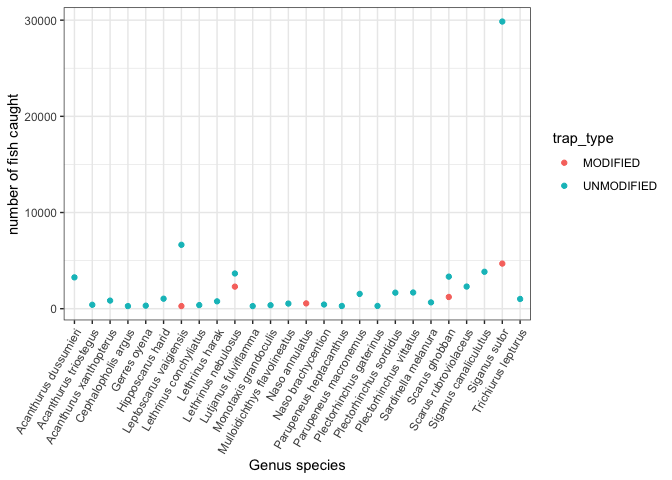 30000
20000
10000
0
number of fish caught
Acanthurus dussumieri
Acanthurus triostegus
Acanthurus xanthopterus
Cephalopholis argus
Gerres oyena
Hipposcarus harid
Leptoscarus vaigiensis
Lethrinus conchyliatus
Lethrinus harak
Lethrinus nebulosus
Lutjanus fulviflamma
Monotaxis grandoculis
Mulloidichthys flavolineatus
Naso annulatus
Naso brachycentron
Parupeneus heptacanthus
Parupeneus macronemus
Plectorhinchus gaterinus
Plectorhinchus sordidus
Plectorhinchus vittatus
Sardinella melanura
Scarus ghobban
Scarus rubroviolaceus
Siganus canaliculutus
Siganus sutor
Trichiurus lepturus
Genus species
trap_type
MODIFIED
UNMODIFIED